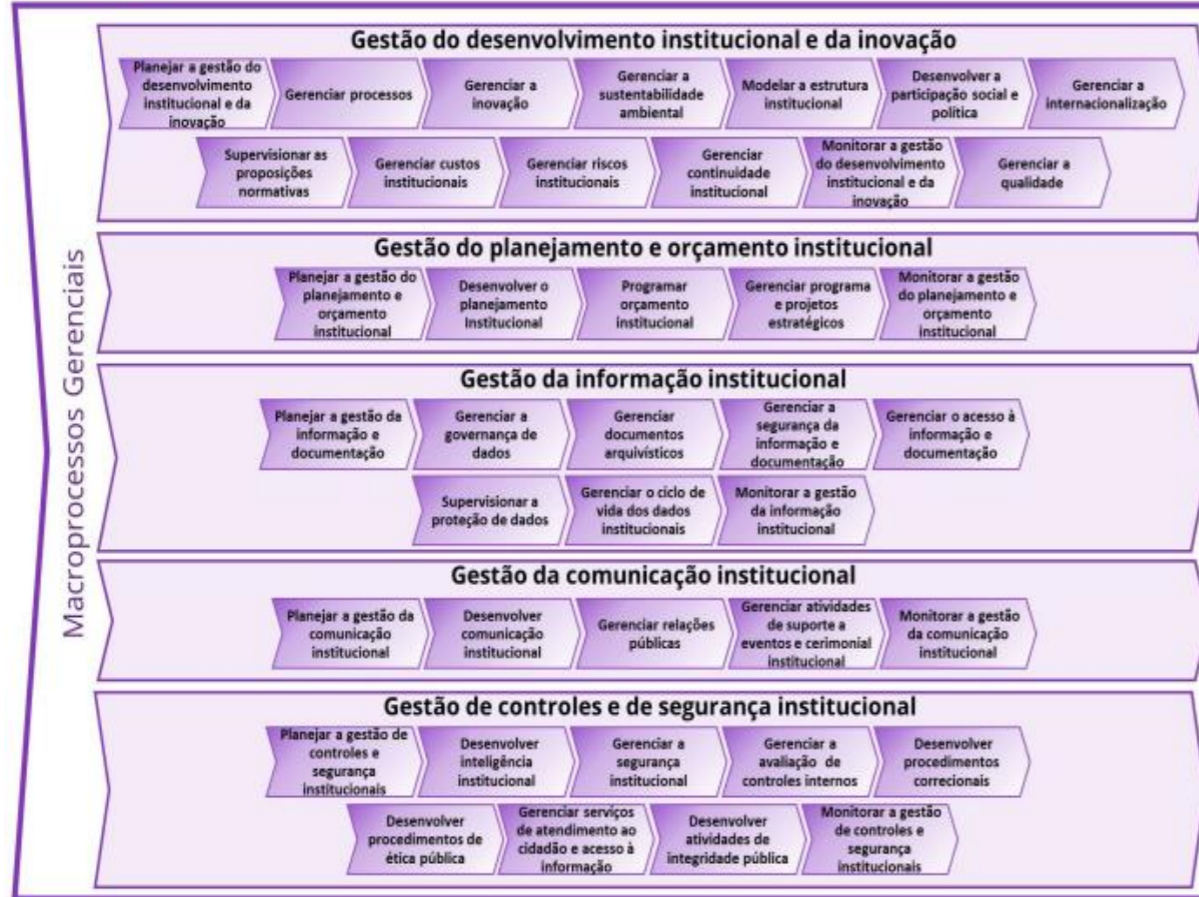 Macroprocessos Gerenciais
Gestão do desenvolvimento institucional e da inovação
Planejar a gestão do
desenvolvimento
institucional e da
inovação
Gerenciar processos
Gerenciar a
inovação
Gerenciar a
sustentabilidade
ambiental
Modelar a estrutura
institucional
Desenvolver a
participação social e
política
Gerenciar a
internacionalização
Supervisionar as
proposições
normativas
Gerenciar custos
institucionais
Gerenciar riscos
institucionais
Gerenciar
continuidade
institucional
Monitorar a gestão
do desenvolvimento
institucional e da
inovação
Gerenciar a
qualidade
Gestão do planejamento e orçamento institucional
Planejar a gestão do
planejamento e
orçamento
institucional
Desenvolver o
planejamento
Institucional
Programar
orçamento
institucional
Gerenciar programa
e projetos
estratégicos
Monitorar a gestão
do planejamento e
orçamento
institucional
Gestão da informação institucional
Planejar a gestão da
informação e
documentação
Gerenciar a
governança de
dados
Gerenciar
documentos
arquivísticos
Gerenciar a
segurança da
informação e
documentação
Gerenciar o acesso à
informação e
documentação
Supervisionar a
proteção de dados
Gerenciar o ciclo de
vida dos dados
institucionais
Monitorar a gestão
da informação
institucional
Gestão da comunicação institucional
Planejar a gestão da
comunicação
institucional
Desenvolver
comunicação
institucional
Gerenciar relações
públicas
Gerenciar atividades
de suporte a
eventos e cerimonial
institucional
Monitorar a gestão
da comunicação
institucional
Gestão de controles e de segurança institucional
Planejar a gestão de
controles e
segurança
institucionais
Desenvolver
inteligência
institucional
Gerenciar a
segurança
institucional
Gerenciar a
avaliação de
controles internos
Desenvolver
procedimentos
correcionais
Desenvolver
procedimentos de
ética pública
Gerenciar serviços
de atendimento ao
cidadão e acesso à
informação
Desenvolver
atividades de
integridade pública
Monitorar a gestão
de controles e
segurança
institucionais